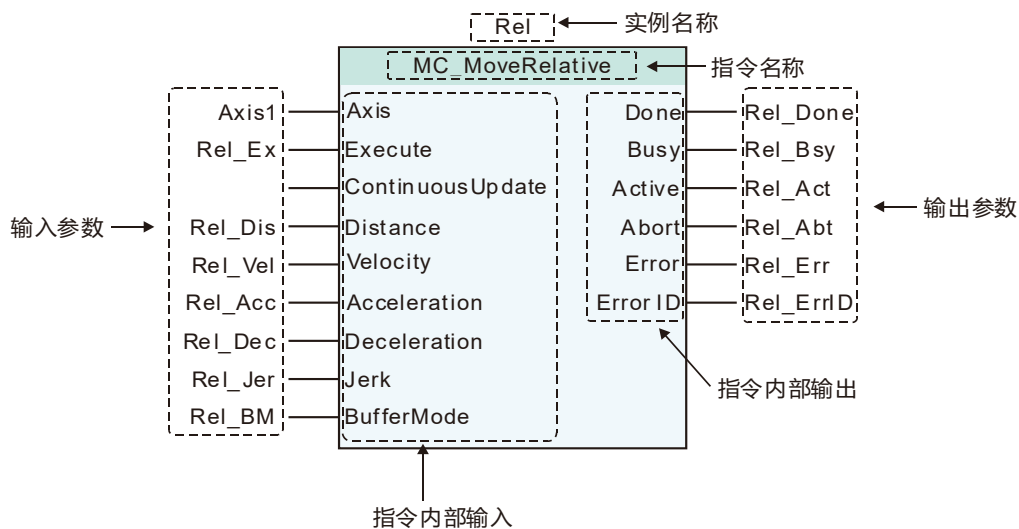 Rel
实例名称
MC_MoveRelative
指令名称
Axis1
Axis
Done
Rel_Done
Rel_Ex
Execute
Busy
Rel_Bsy
ContinuousUpdate
Active
Rel_Act
输入参数
Rel_Dis
Distance
Abort
Rel_Abt
输出参数
Rel_Vel
Velocity
Error
Rel_Err
Rel_Acc
Acceleration
ErrorID
Rel_ErrID
Rel_Dec
Deceleration
Rel_Jer
Jerk
指令内部输出
Rel_BM
BufferMode
指令内部输入